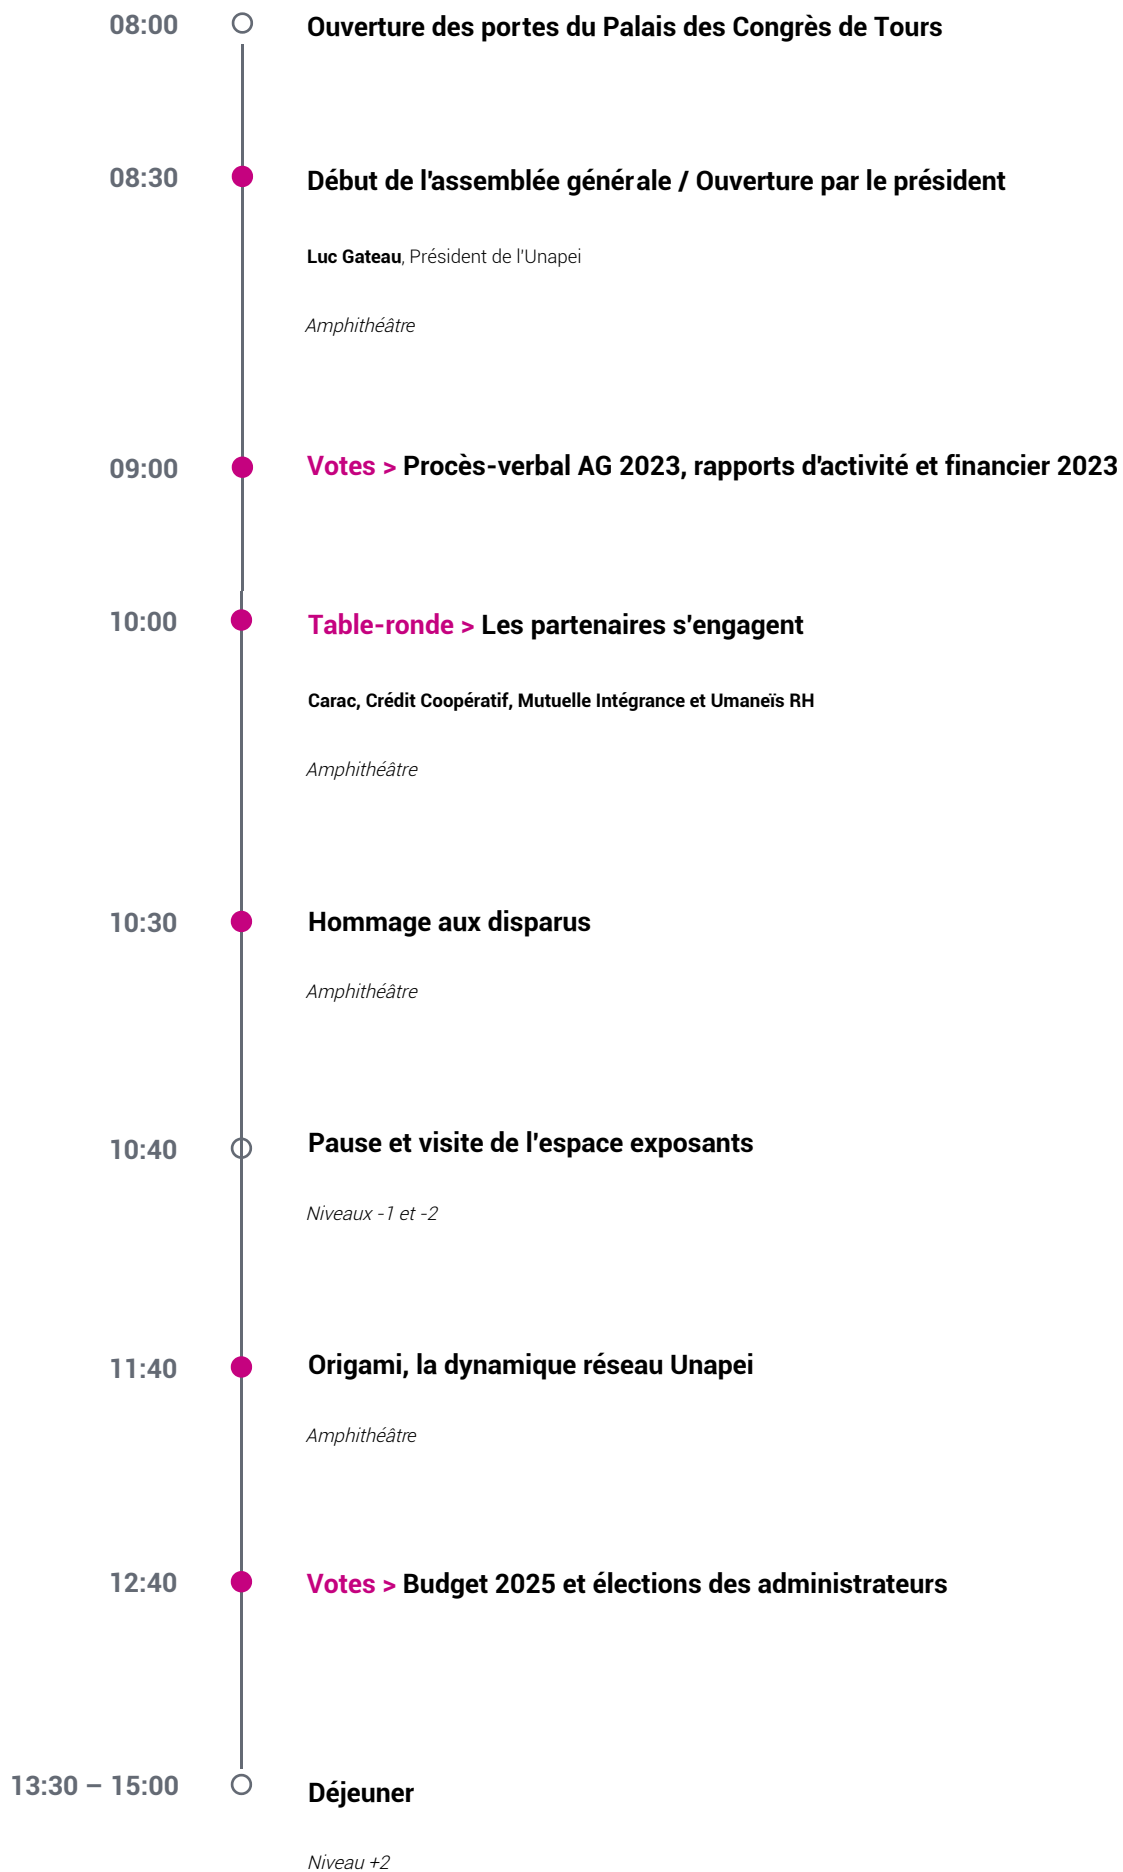 08:00 Ouverture des portes du Palais des Congrès de Tours
08:30 Début de l'assemblée générale / Ouverture par le président
Luc Gateau, Président de l'Unapei
Amphithéâtre
09:00 Votes > Procès-verbal AG 2023, rapports d'activité et financier 2023
10:00 Table-ronde > Les partenaires s'engagent
Carac, Crédit Coopératif, Mutuelle Intégrance et Umaneïs RH
Amphithéâtre
10:30 Hommage aux disparus
Amphithéâtre
10:40 Pause et visite de l'espace exposants
Niveaux -1 et -2
11:40 Origami, la dynamique réseau Unapei
Amphithéâtre
12:40 Votes > Budget 2025 et élections des administrateurs
13:30 – 15:00 Déjeuner
Niveau +2